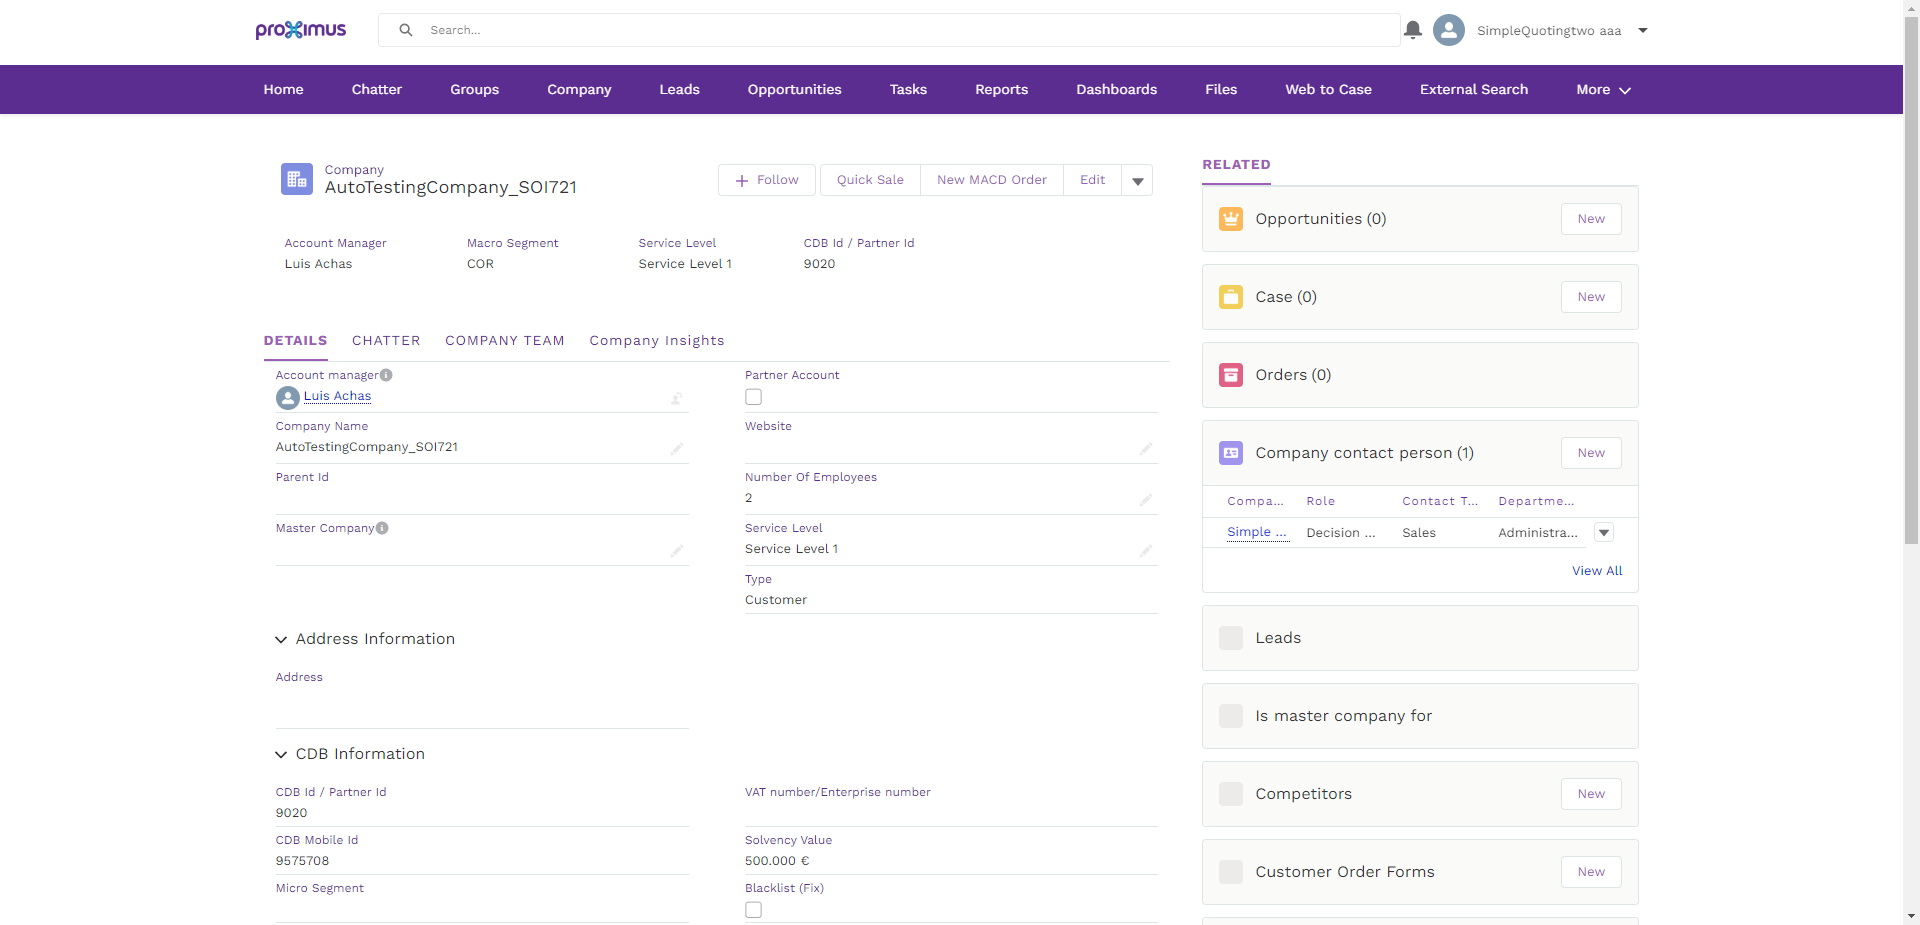 proximus
Search...
SimpleQuotingtwo aaa
Home Chatter Groups Company Leads Opportunities Tasks Reports Dashboards Files Web to Case External Search More
Company
AutoTestingCompany_SOI721
Follow Quick Sale New MACD Order Edit
Account Manager Macro Segment Service Level CDB Id / Partner Id
Luis Achas COR Service Level 1 9020
DETAILS CHATTER COMPANY TEAM Company Insights
Account manager Partner Account
Luis Achas
Company Name Website
AutoTestingCompany_SOI721
Parent Id Number Of Employees
2
Master Company Service Level
Service Level 1
Type
Customer
Address Information
Address
CDB Information
CDB Id / Partner Id VAT number/Enterprise number
9020
CDB Mobile Id Solvency Value
9575708 500.000 €
Micro Segment Blacklist (Fix)
RELATED
Opportunities (0) New
Case (0) New
Orders (0)
Company contact person (1) New
Compa... Role Contact T... Departme...
Simple ... Decision ... Sales Administra...
View All
Leads
Is master company for
Competitors New
Customer Order Forms New